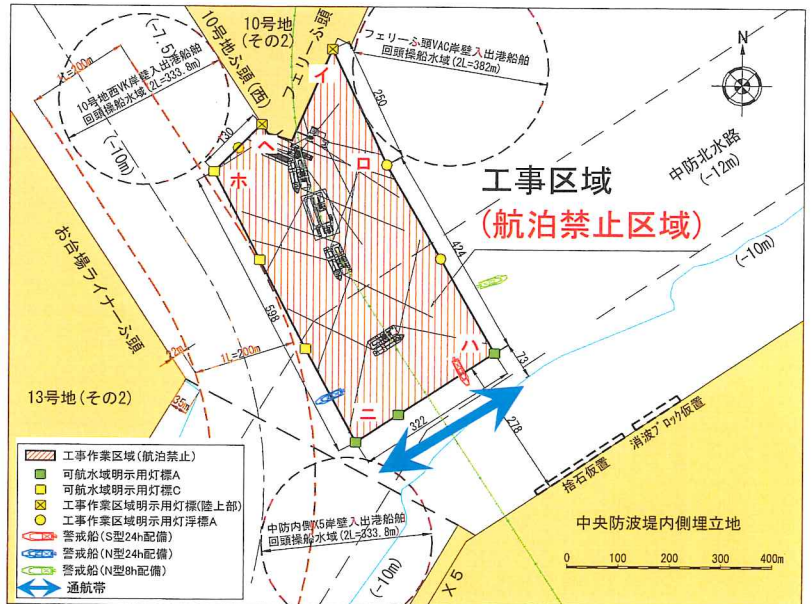 (-7.5)
10号地
(その2)
フェリーふ頭
10号地ふ頭(西)
1L=200m
10号地西VK岸壁入出港船舶
回頭操船水域(2L=333.8m)
(-10m)
フェリーふ頭VAC岸壁入出港船舶
回頭操船水域(2L=382m)
N
イ
250
130
ヘ
ロ
ホ
工事区域
(航泊禁止区域)
中防北水路
(-12m)
(-10m)
424
お台場ライナーふ頭
598
ハ
73
22m
1L=200m
35m
13号地(その2)
ニ
322
278
消波ブロック仮置
捨石仮置
工事作業区域(航泊禁止)
可航水域明示用灯標A
可航水域明示用灯標C
工事作業区域明示用灯標(陸上部)
工事作業区域明示用灯浮標A
警戒船(S型24h配備)
警戒船(N型24h配備)
警戒船(N型8h配備)
通航帯
中防内側X5岸壁入出港船舶
回頭操船水域(2L=333.8m)
(-10m)
X5
中央防波堤内側埋立地
0 100 200 300 400m